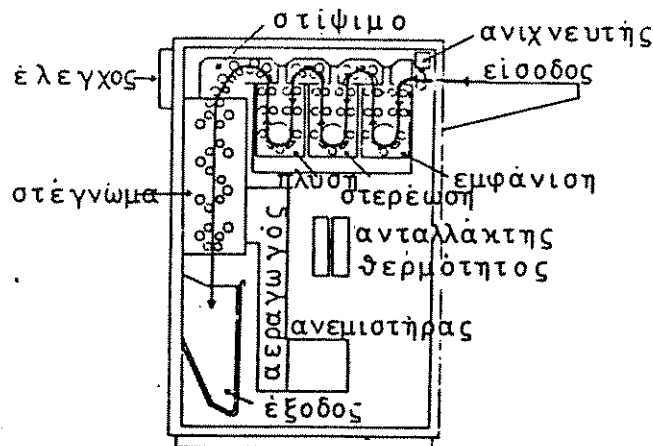 στίψιμο
ανιχνευτής
έλεγχος
είσοδος
πλύση
στερέωση
εμφάνιση
στέγνωμα
αεραγωγός
ανταλλάκτης
θερμότητος
ανεμιστήρας
έξοδος